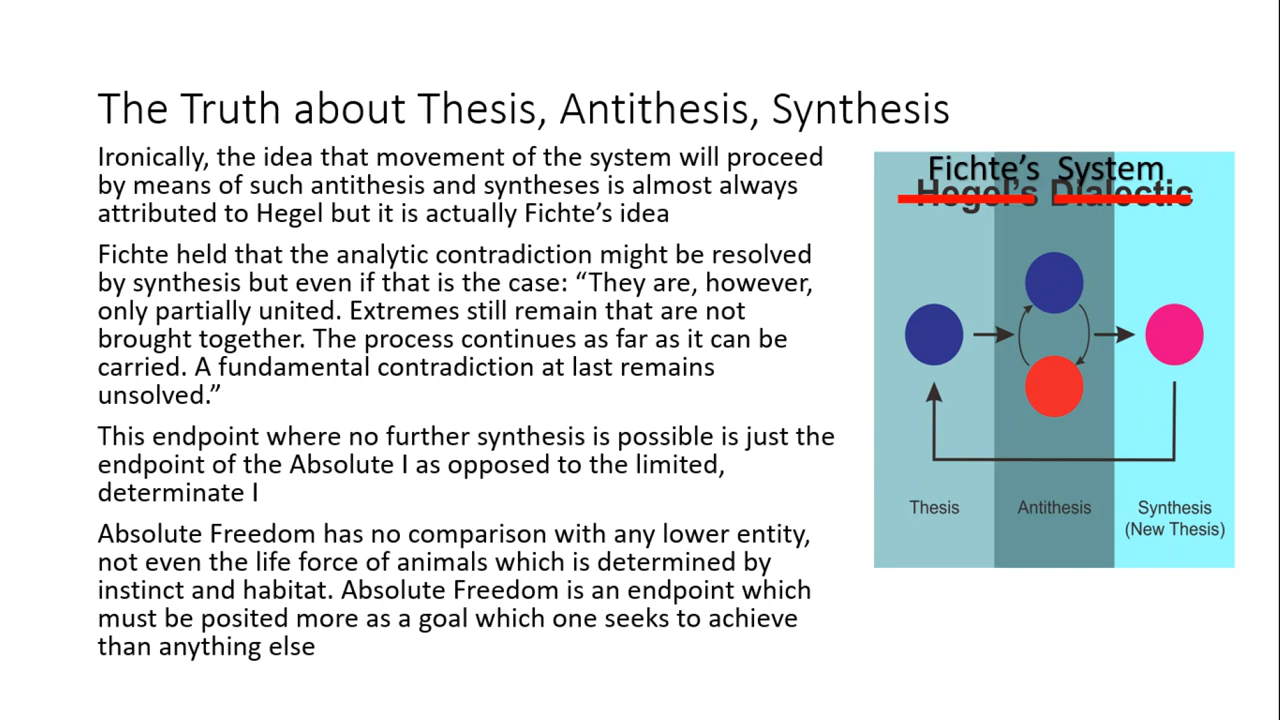 The Truth about Thesis, Antithesis, Synthesis
Ironically, the idea that movement of the system will proceed
by means of such antithesis and syntheses is almost always
attributed to Hegel but it is actually Fichte’s idea
Fichte held that the analytic contradiction might be resolved
by synthesis but even if that is the case: “They are, however,
only partially united. Extremes still remain that are not
brought together. The process continues as far as it can be
carried. A fundamental contradiction at last remains
unsolved.”
This endpoint where no further synthesis is possible is just the
endpoint of the Absolute I as opposed to the limited,
determinate I
Absolute Freedom has no comparison with any lower entity,
not even the life force of animals which is determined by
instinct and habitat. Absolute Freedom is an endpoint which
must be posited more as a goal which one seeks to achieve
than anything else
Fichte’s System
Hegel's Dialectic
Thesis
Antithesis
Synthesis
(New Thesis)